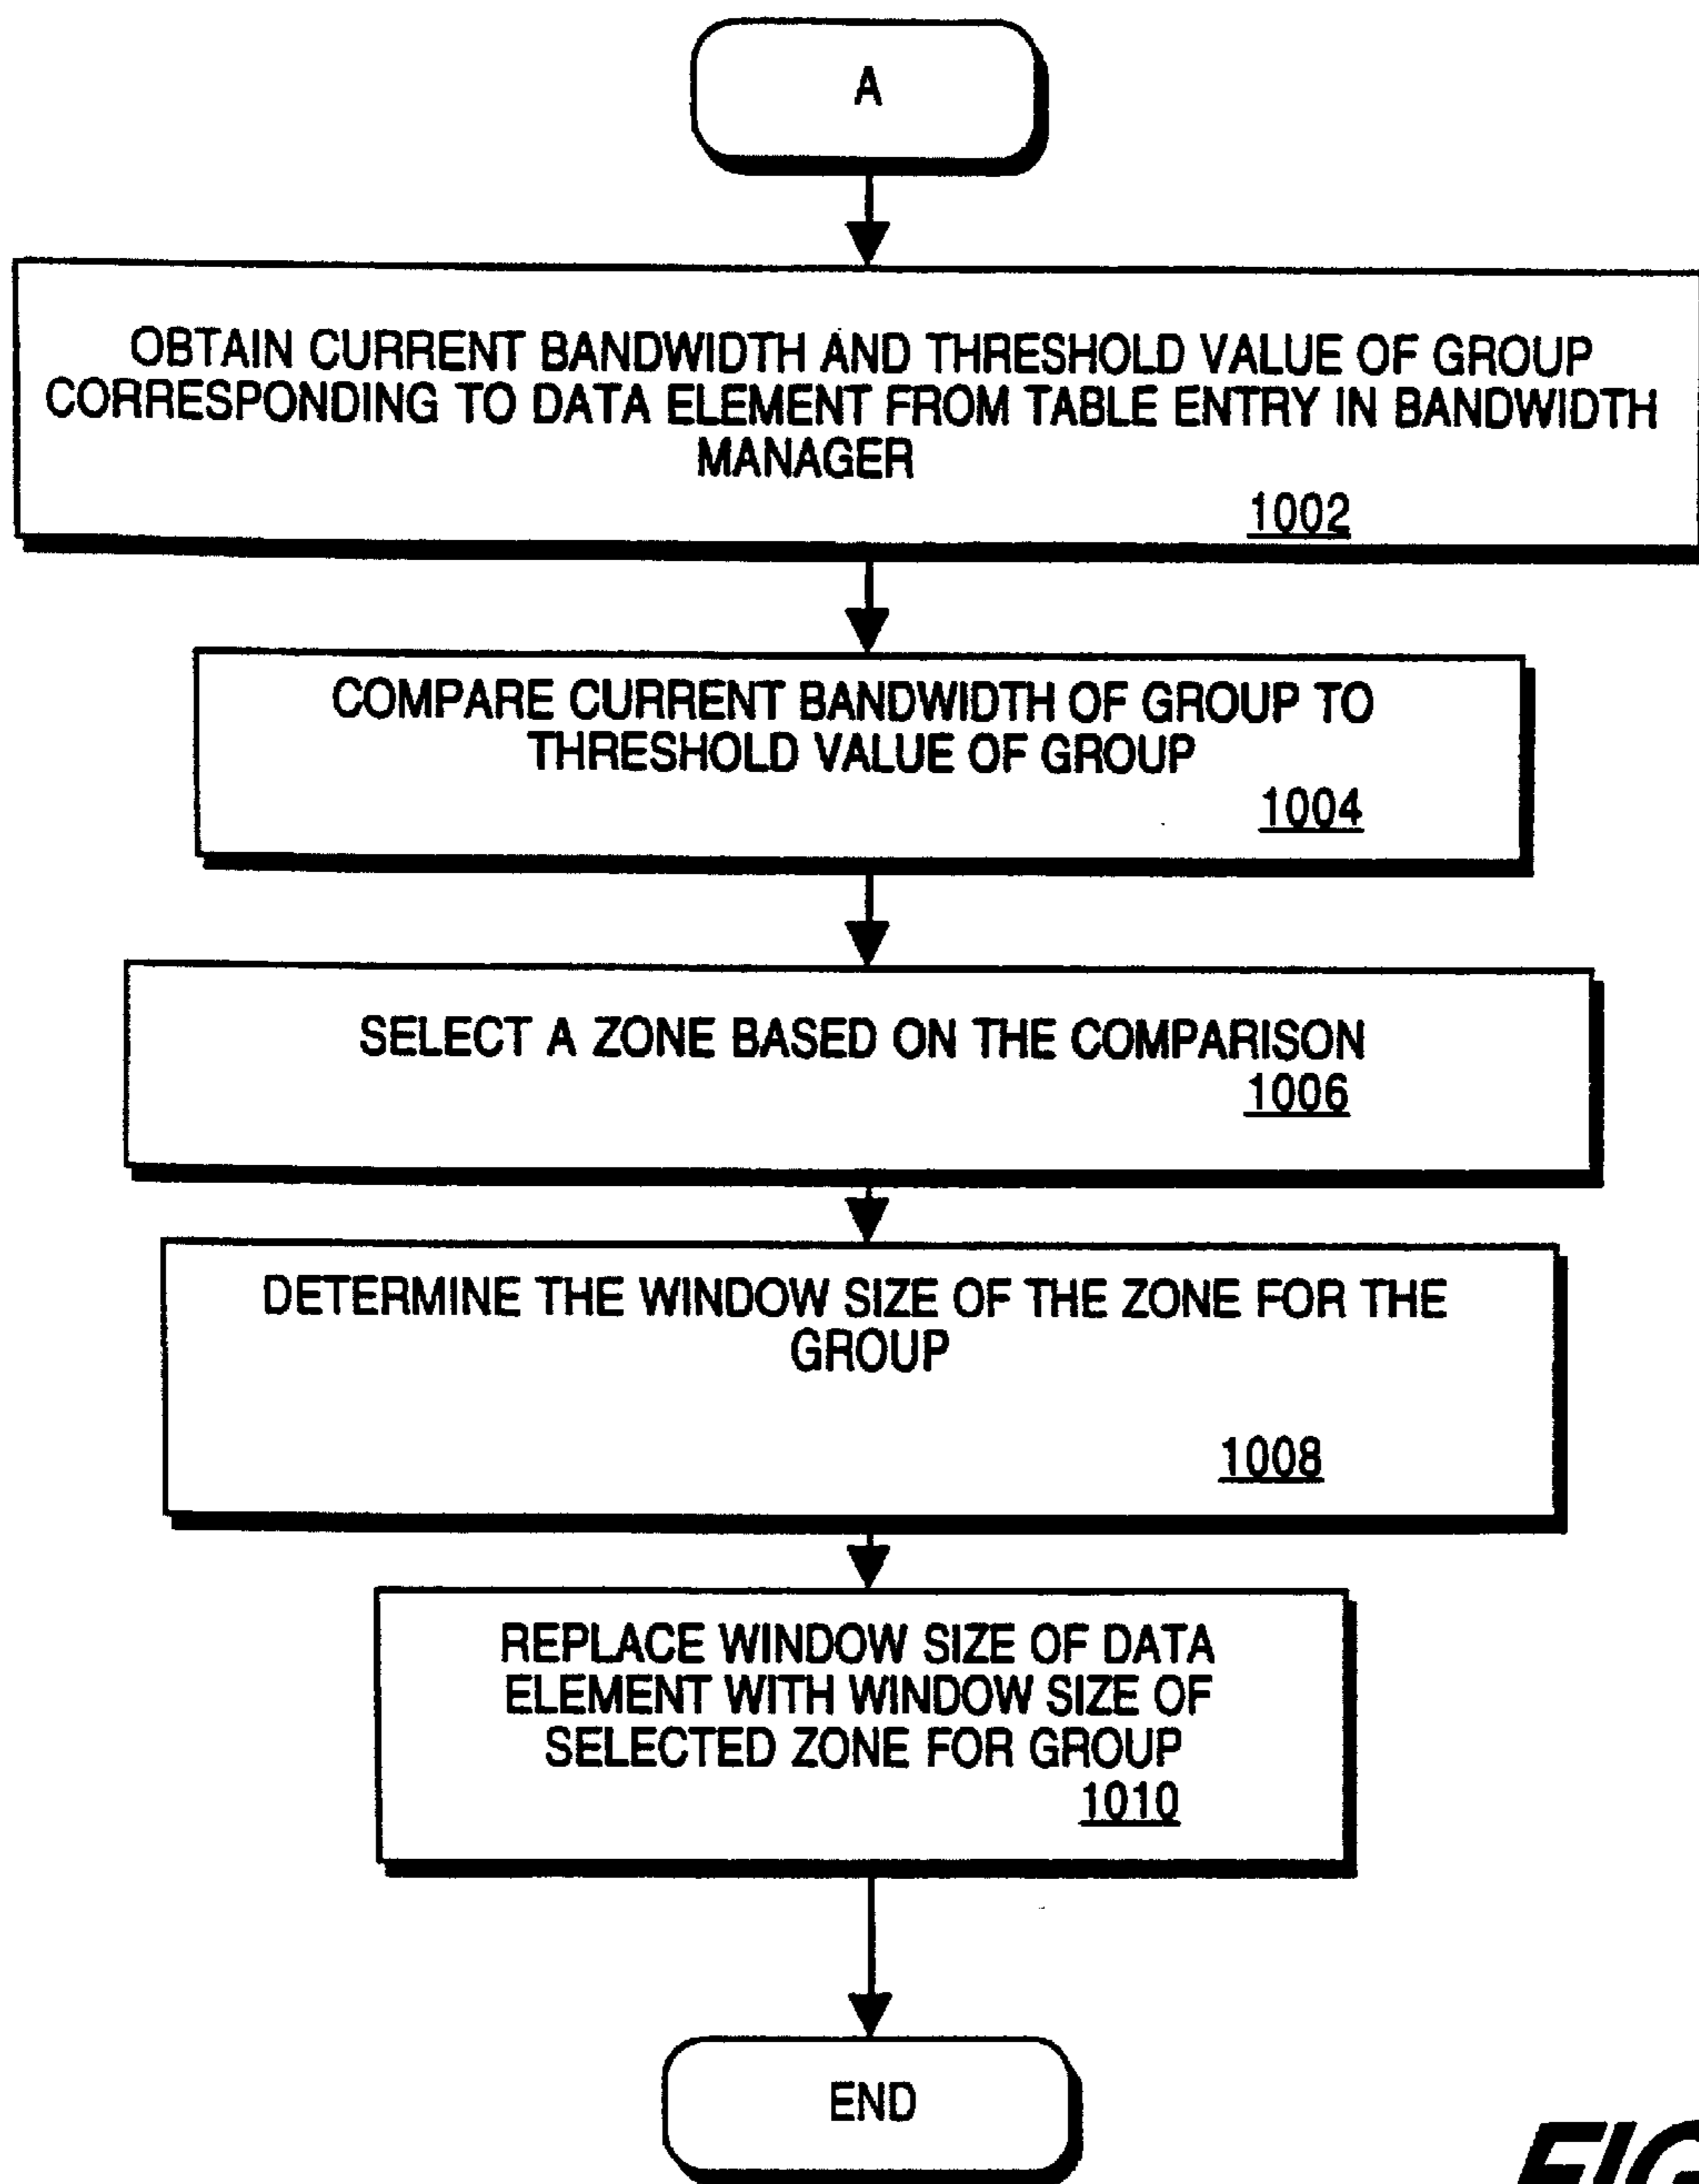 A
OBTAIN CURRENT BANDWIDTH AND THRESHOLD VALUE OF GROUP
CORRESPONDING TO DATA ELEMENT FROM TABLE ENTRY IN BANDWIDTH
MANAGER
1002
COMPARE CURRENT BANDWIDTH OF GROUP TO
THRESHOLD VALUE OF GROUP
1004
SELECT A ZONE BASED ON THE COMPARISON
1006
DETERMINE THE WINDOW SIZE OF THE ZONE FOR THE
GROUP
1008
REPLACE WINDOW SIZE OF DATA
ELEMENT WITH WINDOW SIZE OF
SELECTED ZONE FOR GROUP
1010
END